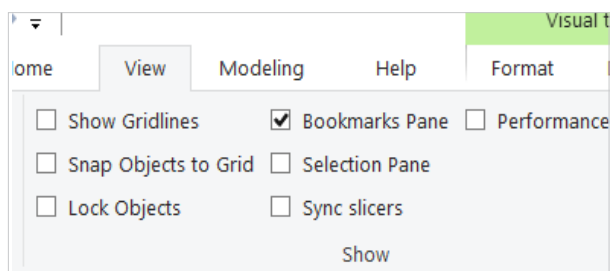 Visual t
ome View Modeling Help Format
Show Gridlines Bookmarks Pane Performance
Snap Objects to Grid Selection Pane
Lock Objects Sync slicers
Show